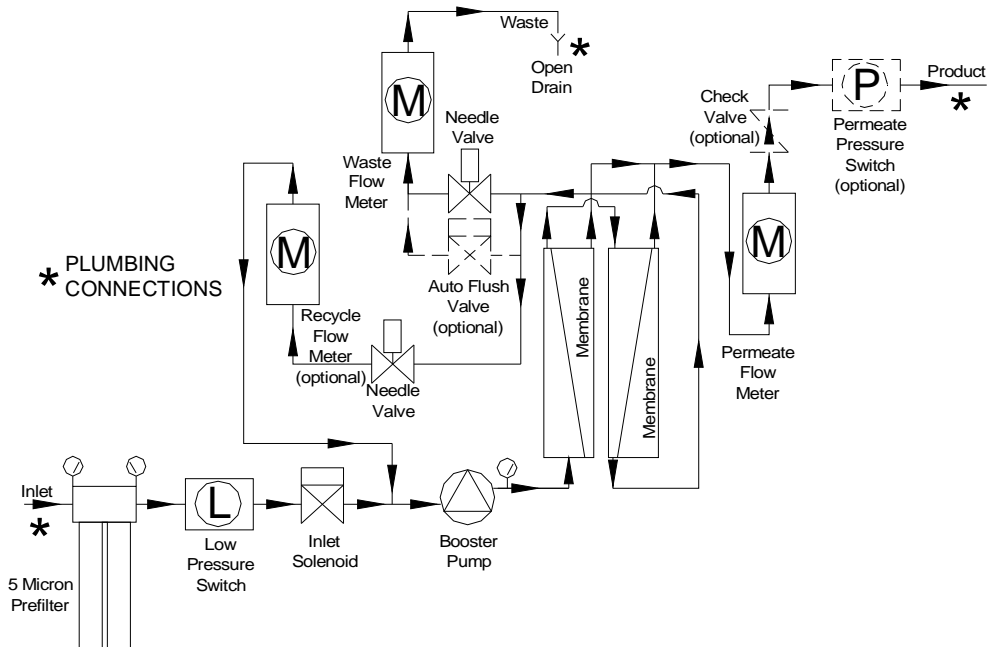 Waste
*
Open
Drain
M
Needle
Valve
Waste
Flow
Meter
Check
Valve
(optional)
P
Permeate
Pressure
Switch
(optional)
Product
*
M
* PLUMBING
CONNECTIONS
Recycle
Flow
Meter
(optional)
Auto Flush
Valve
(optional)
Needle
Valve
Membrane
Membrane
M
Permeate
Flow
Meter
Inlet
*
5 Micron
Prefilter
L
Low
Pressure
Switch
Inlet
Solenoid
Booster
Pump